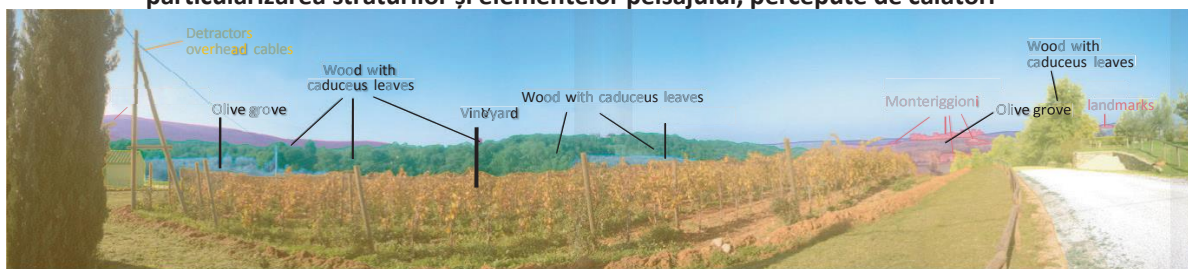 particularizarea straturilor și elementelor peisajului, percepute de călători
Detractors
overhead cables
Wood with
caduceus leaves
Olive grove
Vineyard
Wood with caduceus leaves
Monteriggioni
Olive grove
Wood with
caduceus leaves
landmarks